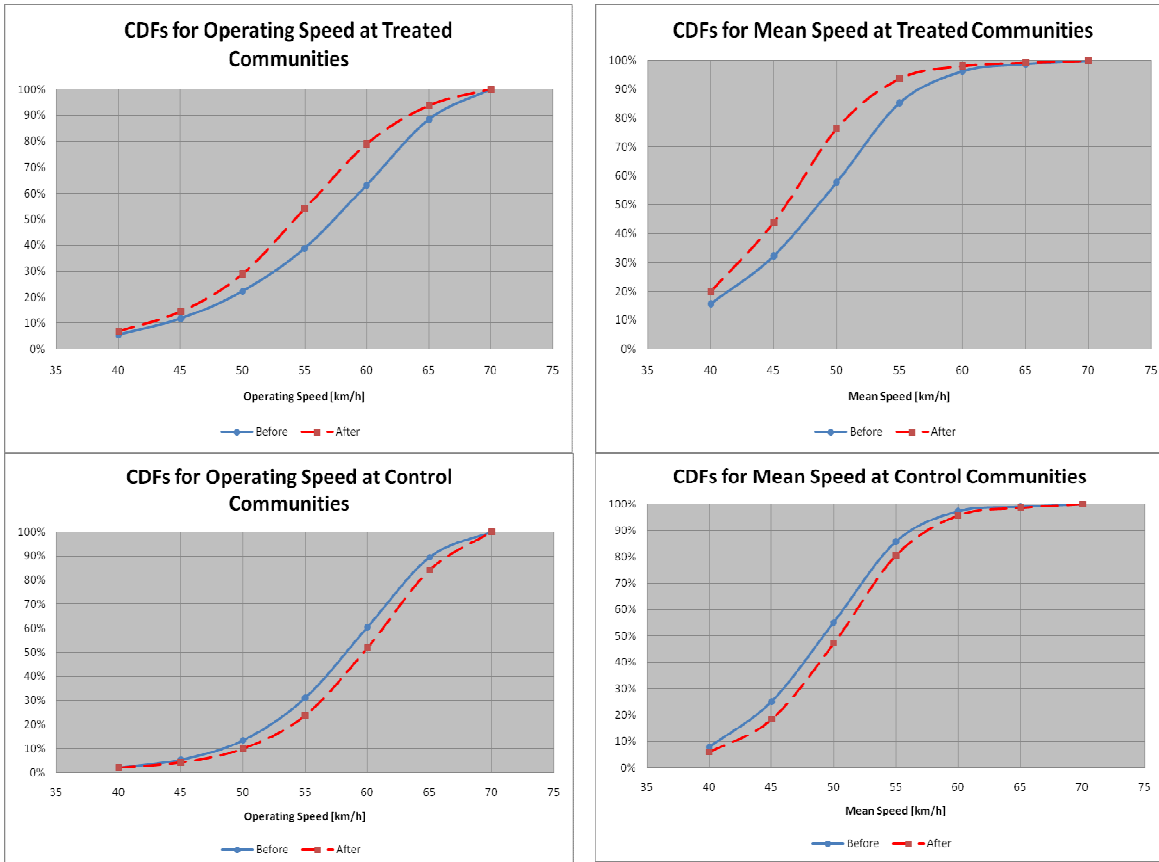 CDFs for Operating Speed at Treated
Communities
100%
90%
80%
70%
60%
50%
40%
30%
20%
10%
0%
35 40 45 50 55 60 65 70 75
Operating Speed [km/h]
Before After
CDFs for Mean Speed at Treated Communities
100%
90%
80%
70%
60%
50%
40%
30%
20%
10%
0%
35 40 45 50 55 60 65 70 75
Mean Speed [km/h]
Before After
CDFs for Operating Speed at Control
Communities
100%
90%
80%
70%
60%
50%
40%
30%
20%
10%
0%
35 40 45 50 55 60 65 70 75
Operating Speed [km/h]
Before After
CDFs for Mean Speed at Control Communities
100%
90%
80%
70%
60%
50%
40%
30%
20%
10%
0%
35 40 45 50 55 60 65 70 75
Mean Speed [km/h]
Before After